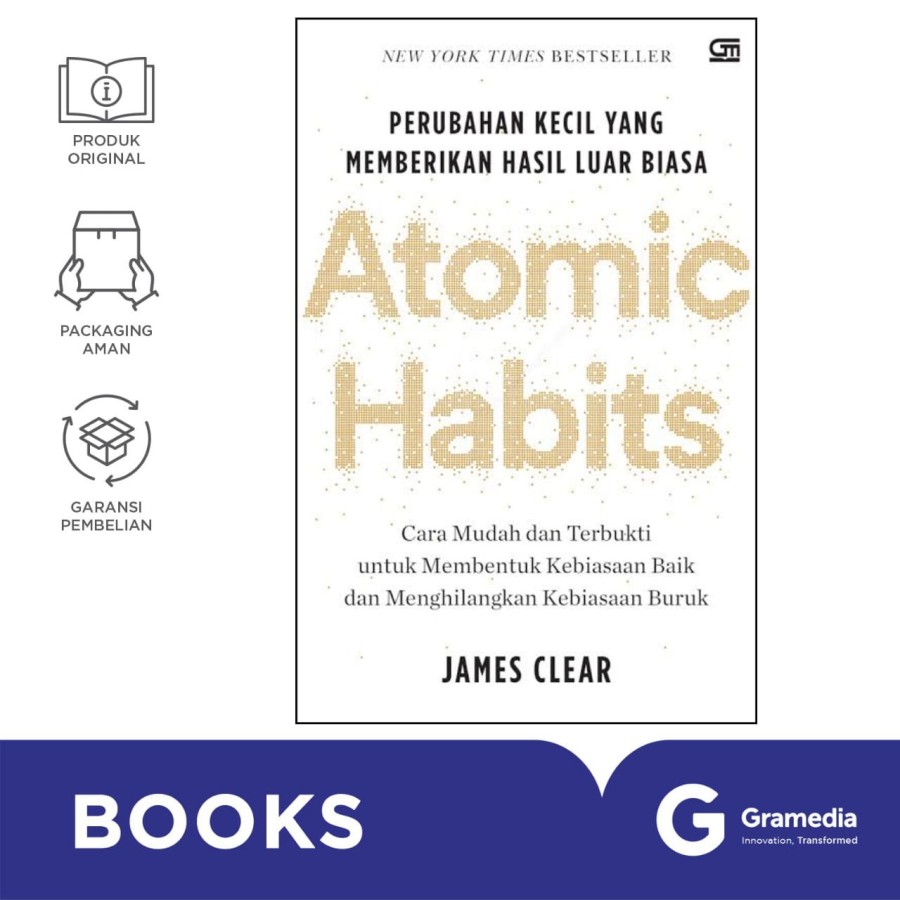 PRODUK
ORIGINAL
PACKAGING
AMAN
GARANSI
PEMBELIAN
NEW YORK TIMES BESTSELLER
GM
PERUBAHAN KECIL YANG
MEMBERIKAN HASIL LUAR BIASA
Atomic
Habits
Cara Mudah dan Terbukti
untuk Membentuk Kebiasaan Baik
dan Menghilangkan Kebiasaan Buruk
JAMES CLEAR
BOOKS
G Gramedia
Innovation, Transformed